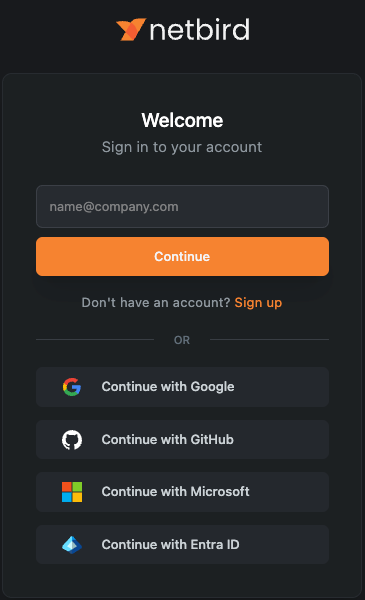 netbird
Welcome
Sign in to your account
name@company.com
Continue
Don't have an account? Sign up
OR
Continue with Google
Continue with GitHub
Continue with Microsoft
Continue with Entra ID